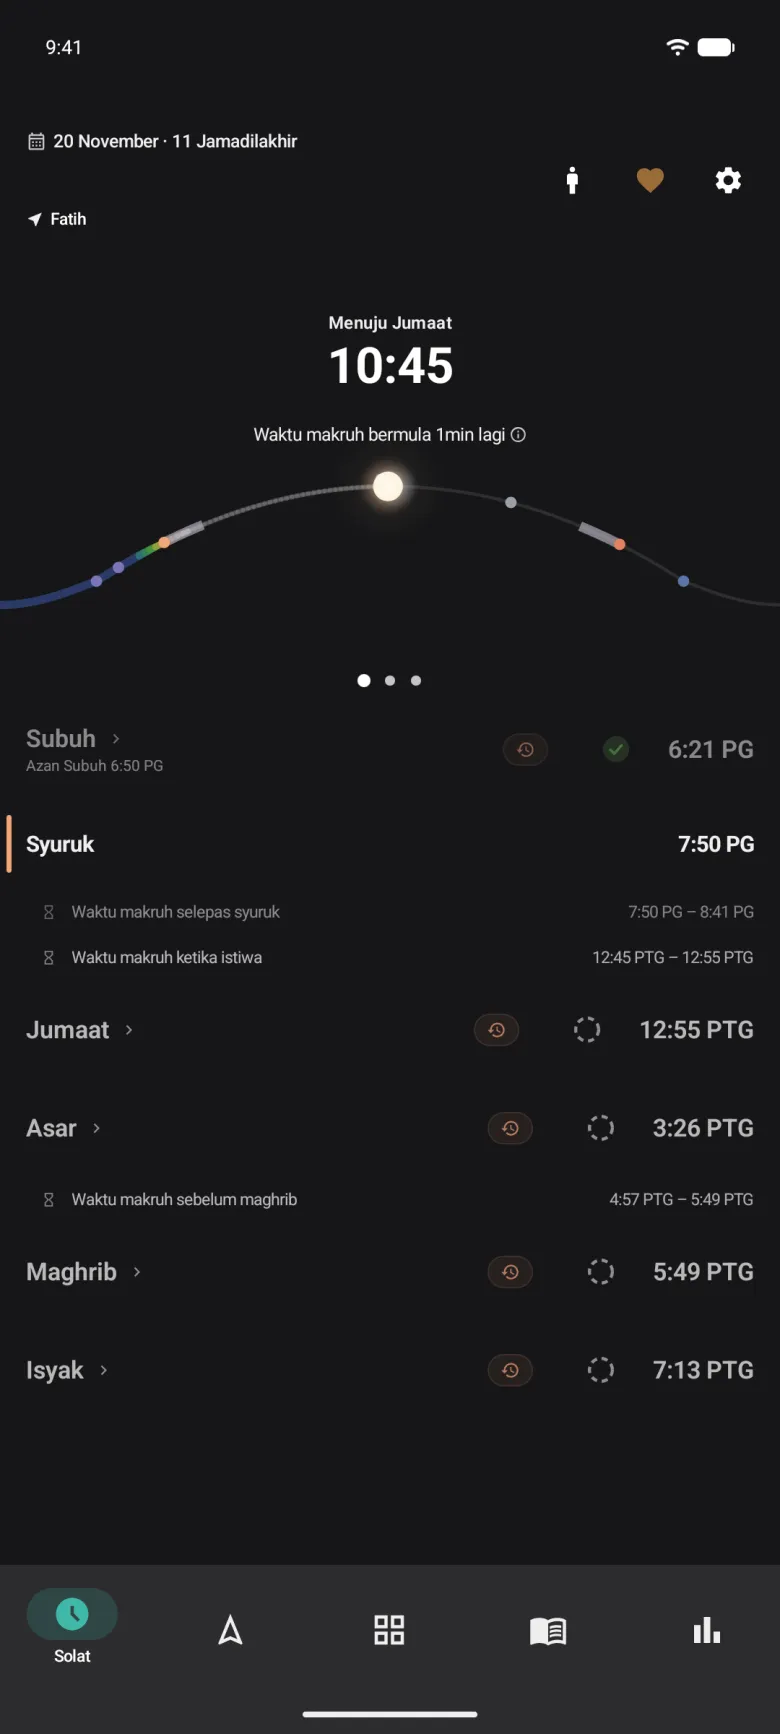 9:41
20 November · 11 Jamadilakhir
Fatih
Menuju Jumaat
10:45
Waktu makruh bermula 1min lagi
Subuh
6:21 PG
Azan Subuh 6:50 PG
Syuruk
7:50 PG
Waktu makruh selepas syuruk
7:50 PG – 8:41 PG
Waktu makruh ketika istiwa
12:45 PTG – 12:55 PTG
Jumaat
12:55 PTG
Asar
3:26 PTG
Waktu makruh sebelum maghrib
4:57 PTG – 5:49 PTG
Maghrib
5:49 PTG
Isyak
7:13 PTG
Solat